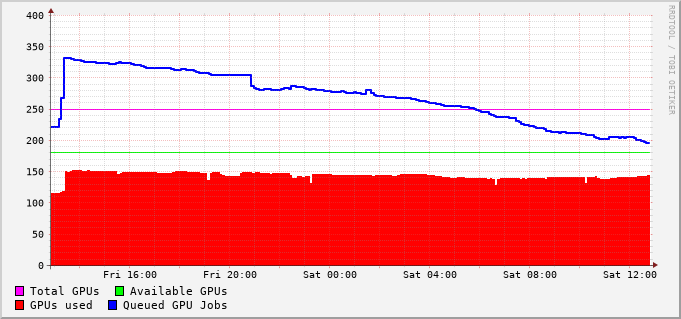 400
350
300
250
200
150
100
50
0
Fri 16:00 Fri 20:00 Sat 00:00 Sat 04:00 Sat 08:00 Sat 12:00
Total GPUs Available GPUs
GPUs used Queued GPU Jobs
RRDTOOL / TOBI OETIKER